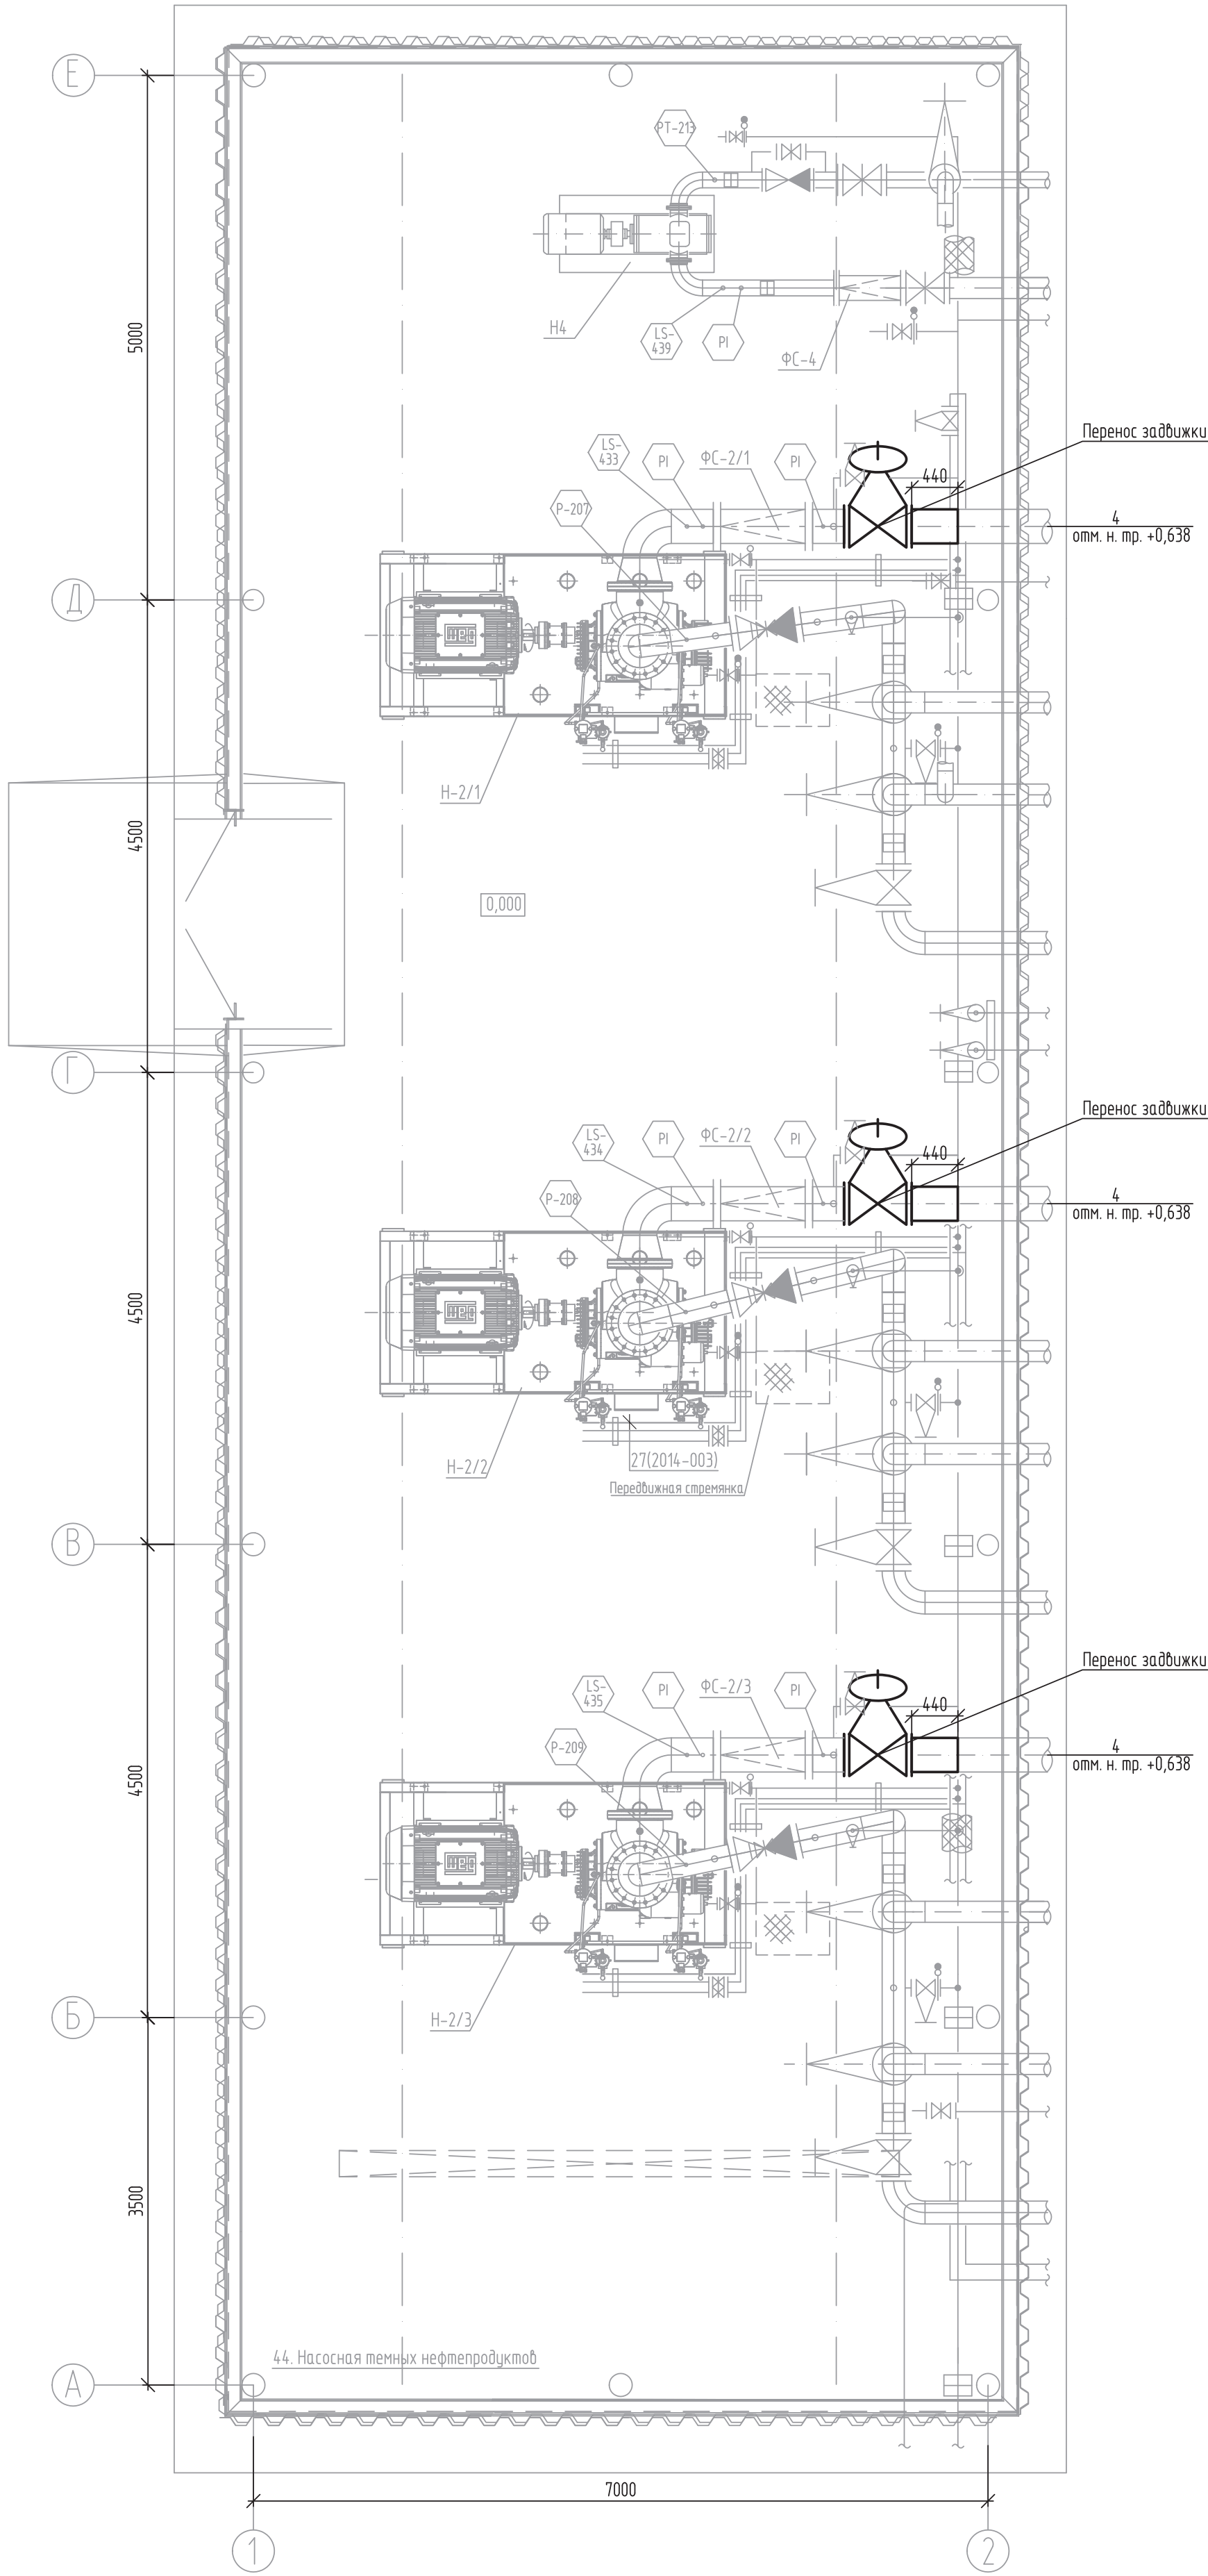 Е
РТ-213
Н4
LS-
439
PI
ФС-4
5000
Перенос задвижки
LS-
433
PI
ФС-2/1
PI
440
Р-207
4
отм. н. тр. +0,638
Д
Н-2/1
4500
0,000
Г
Перенос задвижки
LS-
434
PI
ФС-2/2
PI
440
Р-208
4
отм. н. тр. +0,638
4500
Н-2/2
27(2014-003)
Передвижная стремянка
В
Перенос задвижки
LS-
435
PI
ФС-2/3
PI
440
Р-209
4
отм. н. тр. +0,638
4500
Б
Н-2/3
3500
44. Насосная темных нефтепродуктов
А
7000
1
2